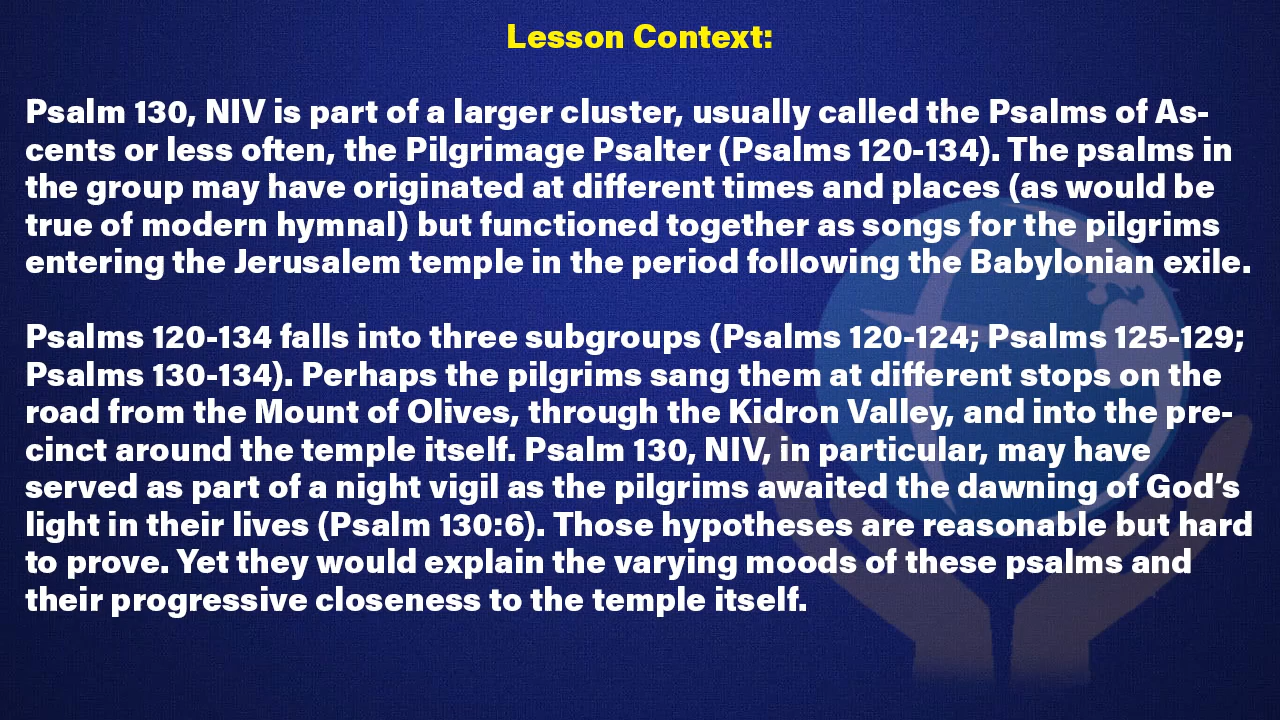 Lesson Context:
Psalm 130, NIV is part of a larger cluster, usually called the Psalms of As-
cents or less often, the Pilgrimage Psalter (Psalms 120-134). The psalms in
the group may have originated at different times and places (as would be
true of modern hymnal) but functioned together as songs for the pilgrims
entering the Jerusalem temple in the period following the Babylonian exile.
Psalms 120-134 falls into three subgroups (Psalms 120-124; Psalms 125-129;
Psalms 130-134). Perhaps the pilgrims sang them at different stops on the
road from the Mount of Olives, through the Kidron Valley, and into the pre-
cinct around the temple itself. Psalm 130, NIV, in particular, may have
served as part of a night vigil as the pilgrims awaited the dawning of God’s
light in their lives (Psalm 130:6). Those hypotheses are reasonable but hard
to prove. Yet they would explain the varying moods of these psalms and
their progressive closeness to the temple itself.